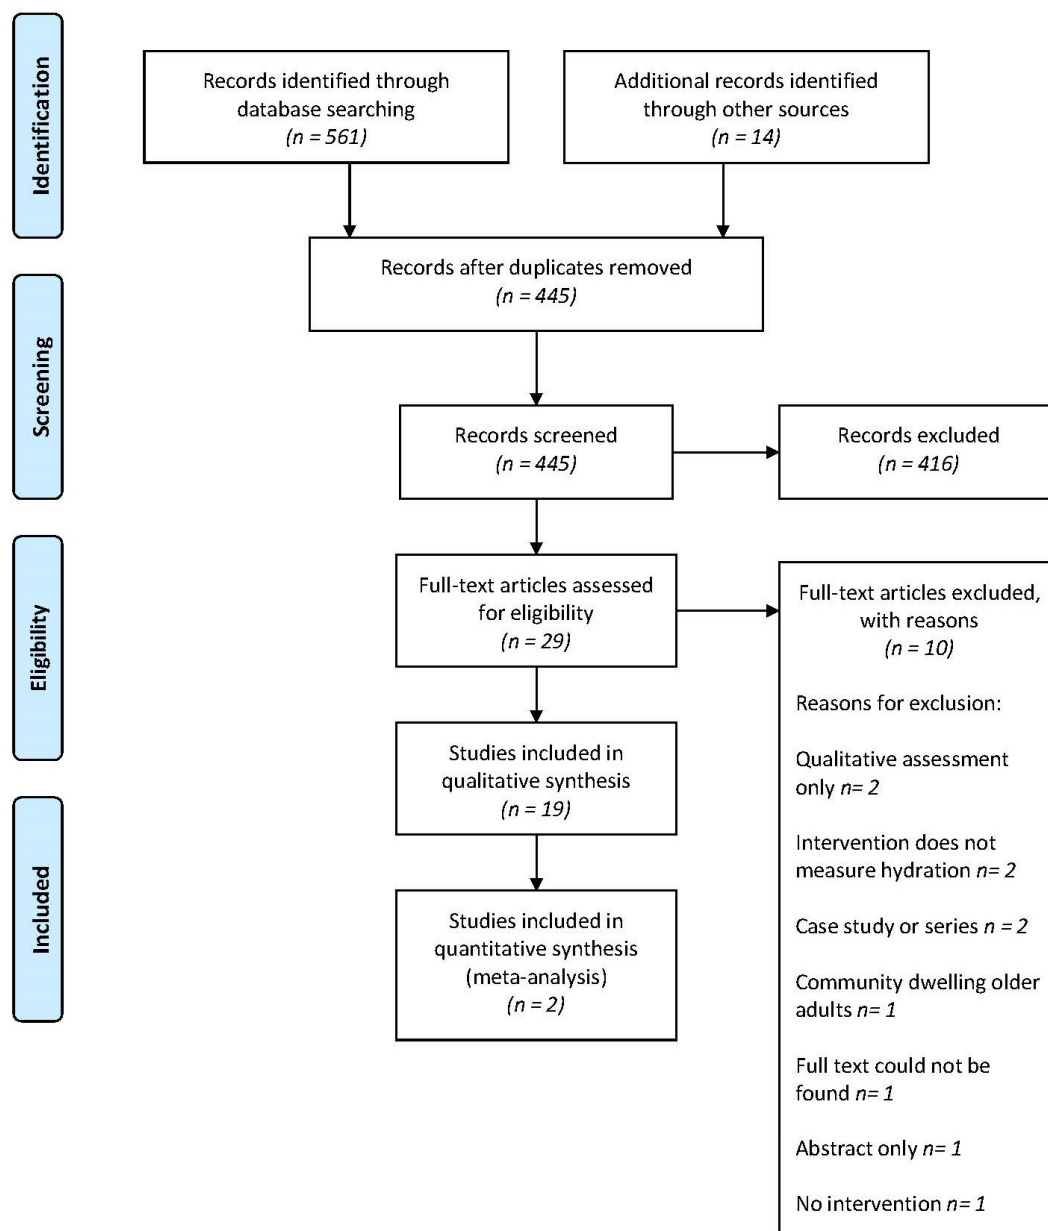 Identification
Records identified through
database searching
(n = 561)
Additional records identified
through other sources
(n = 14)
Records after duplicates removed
(n = 445)
Screening
Records screened
(n = 445)
Records excluded
(n = 416)
Eligibility
Full-text articles assessed
for eligibility
(n = 29)
Full-text articles excluded,
with reasons
(n = 10)
Reasons for exclusion:
Qualitative assessment
only n= 2
Intervention does not
measure hydration n= 2
Case study or series n = 2
Community dwelling older
adults n= 1
Full text could not be
found n= 1
Abstract only n= 1
No intervention n= 1
Studies included in
qualitative synthesis
(n = 19)
Included
Studies included in
quantitative synthesis
(meta-analysis)
(n = 2)